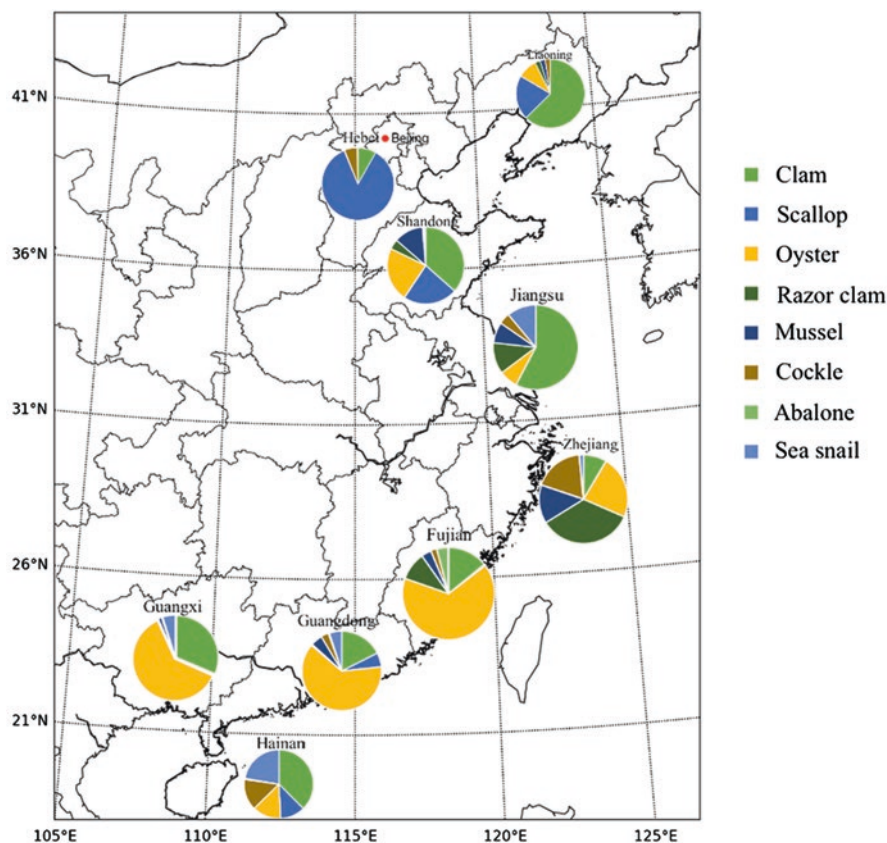 Liaoning
41°N
Hebei
Beijing
Shandong
36°N
Jiangsu
31°N
Zhejiang
26°N
Fujian
Guangxi
Guangdong
21°N
Hainan
105°E 110°E 115°E 120°E 125°E
Clam
Scallop
Oyster
Razor clam
Mussel
Cockle
Abalone
Sea snail